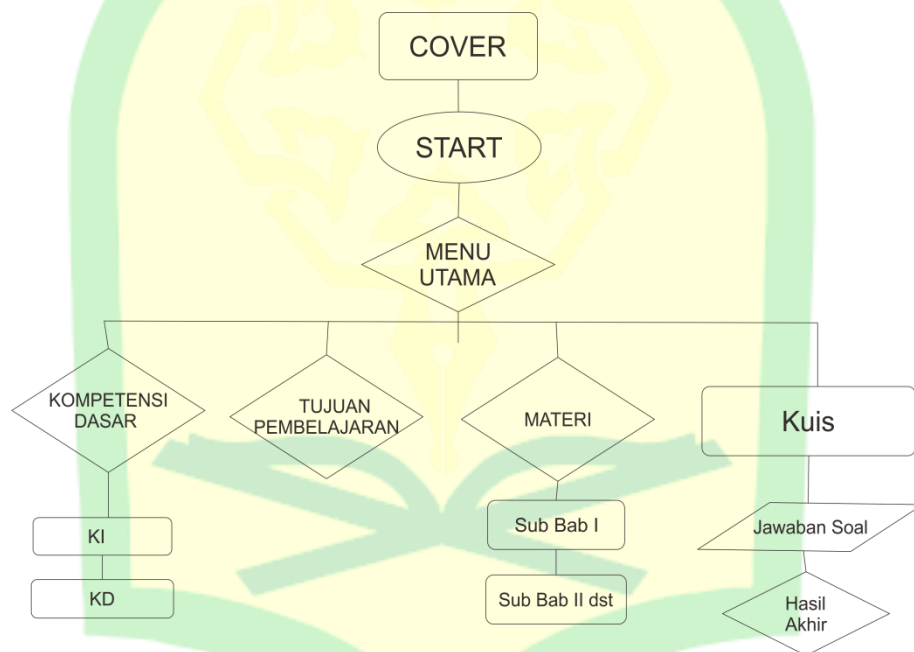 COVER
START
MENU
UTAMA
KOMPETENSI
DASAR
TUJUAN
PEMBELAJARAN
MATERI
Kuis
KI
KD
Sub Bab I
Sub Bab II dst
Jawaban Soal
Hasil
Akhir